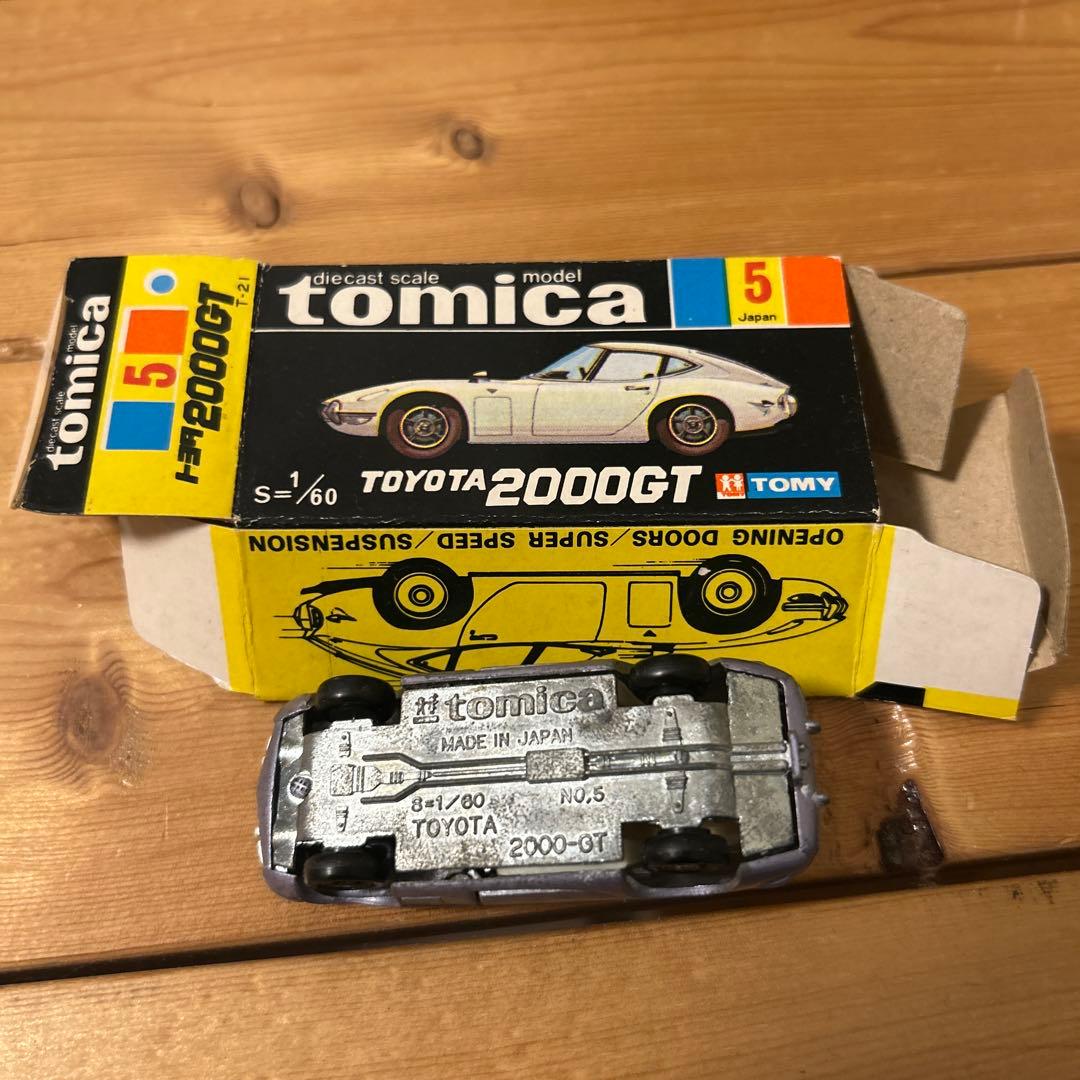 diecast scale model
tomica
5
トヨタ2000GT
T-21
diecast scale model
tomica
5
Japan
S=1/60
TOYOTA 2000GT
TOMY
TOMY
OPENING DOORS/SUPER SPEED/SUSPENSION
tomica
MADE IN JAPAN
S=1/60 NO.5
TOYOTA
2000-GT